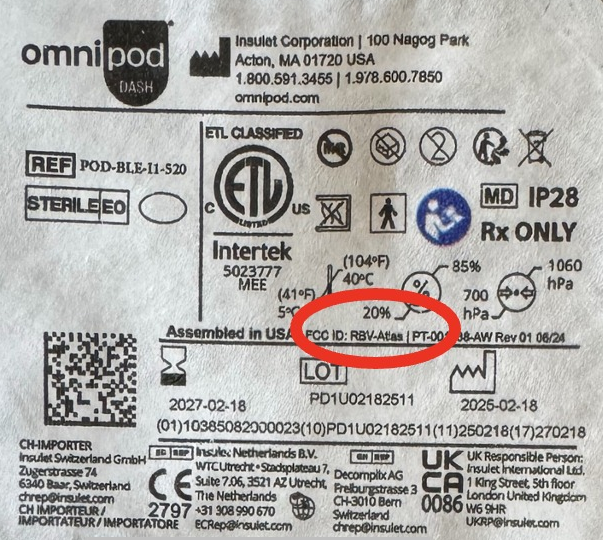 omnipod
DASH
Insulet Corporation | 100 Nagog Park
Acton, MA 01720 USA
1.800.591.3455 | 1.978.600.7850
omnipod.com
REF POD-BLE-I1-520
STERILE EO
ETL CLASSIFIED
ETL
C US
LISTED
Intertek
5023777
MEE
MR
2
MD IP28
Rx ONLY
(104°F)
40°C
(41°F)
5°C
85%
%
20%
1060
hPa
700
hPa
Assembled in USA FCC ID: RBV-Atlas | AW Rev 01 06/24
2027-02-18
LOT
PD1U02182511
2025-02-18
(01)10385082000023(10)PD1U02182511(11)250218(17)270218
CH-IMPORTER
Insulet Switzerland GmbH
Zugerstrasse 74
6340 Baar, Switzerland
chrep@insulet.com
CH IMPORTEUR /
IMPORTATEUR / IMPORTATORE
CE
2797
EC REP Insulet Netherlands B.V.
WTC Utrecht • Stadsplateau 7,
Suite 7.06, 3521 AZ Utrecht,
The Netherlands
+31 308 990 670
ECRep@insulet.com
CH REP
Decomplix AG
Freiburgstrasse 3
CH-3010 Bern
Switzerland
chrep@insulet.com
UK
CA
0086
UK Responsible Person:
Insulet International Ltd.
1 King Street, 5th floor
London United Kingdom
W6 9HR
UKRP@insulet.com